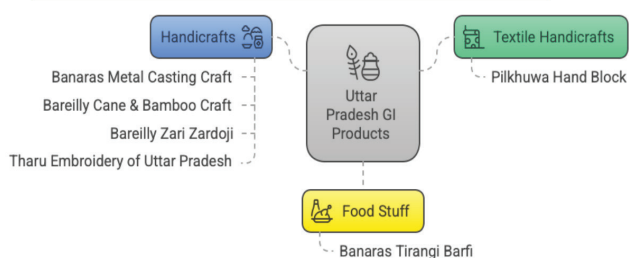 Handicrafts
Banaras Metal Casting Craft
Bareilly Cane & Bamboo Craft
Bareilly Zari Zardoji
Tharu Embroidery of Uttar Pradesh
Uttar
Pradesh GI
Products
Textile Handicrafts
Pilkhuwa Hand Block
Food Stuff
Banaras Tirangi Barfi